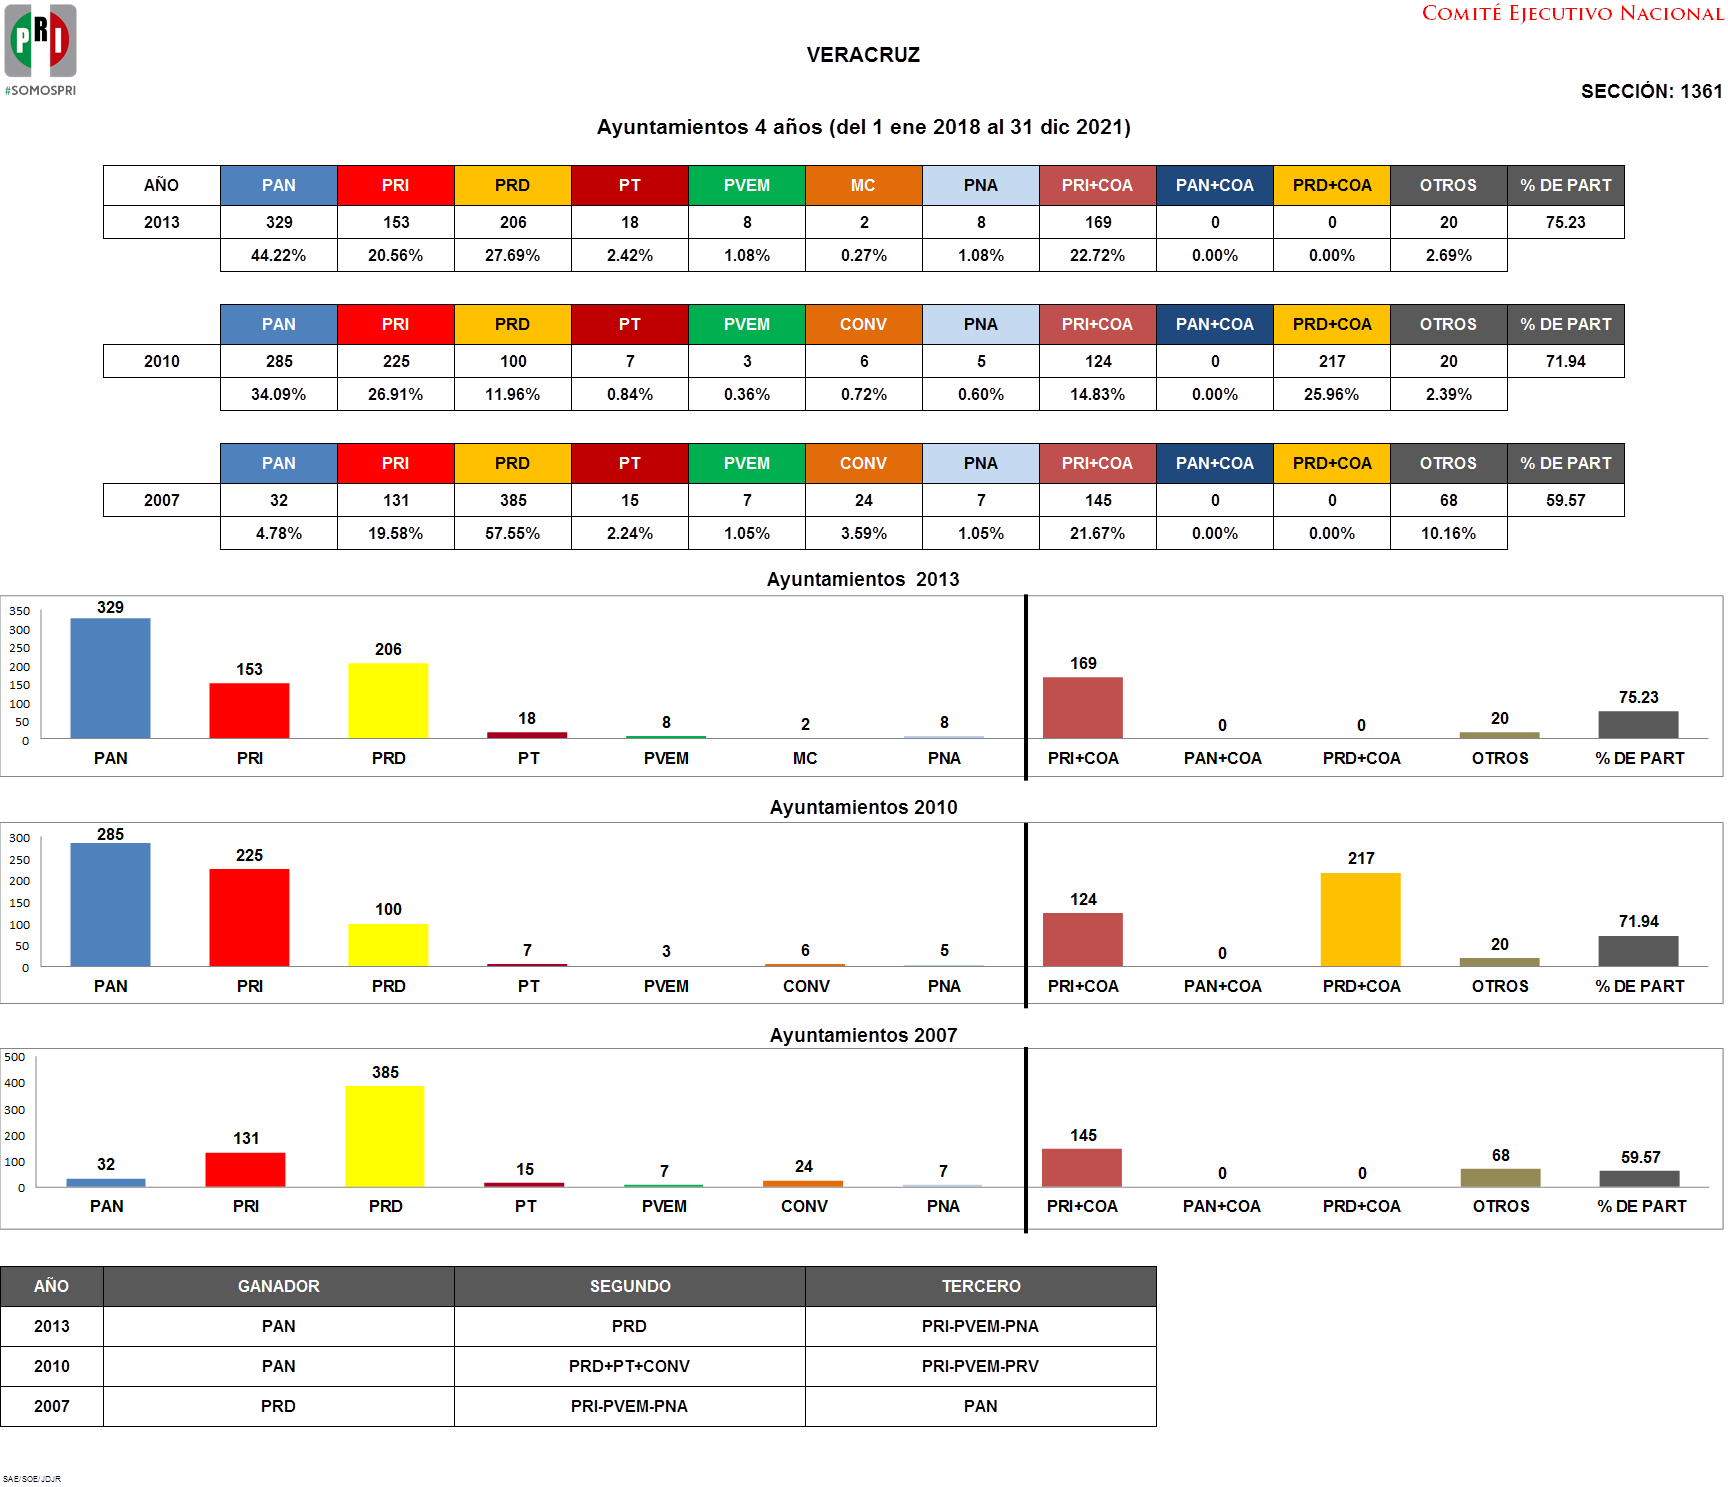 PRI
#SOMOSPRI
COMITÉ EJECUTIVO NACIONAL
VERACRUZ
SECCIÓN: 1361
Ayuntamientos 4 años (del 1 ene 2018 al 31 dic 2021)
AÑO PAN PRI PRD PT PVEM MC PNA PRI+COA PAN+COA PRD+COA OTROS % DE PART
2013 329 153 206 18 8 2 8 169 0 0 20 75.23
44.22% 20.56% 27.69% 2.42% 1.08% 0.27% 1.08% 22.72% 0.00% 0.00% 2.69%
PAN PRI PRD PT PVEM CONV PNA PRI+COA PAN+COA PRD+COA OTROS % DE PART
2010 285 225 100 7 3 6 5 124 0 217 20 71.94
34.09% 26.91% 11.96% 0.84% 0.36% 0.72% 0.60% 14.83% 0.00% 25.96% 2.39%
PAN PRI PRD PT PVEM CONV PNA PRI+COA PAN+COA PRD+COA OTROS % DE PART
2007 32 131 385 15 7 24 7 145 0 0 68 59.57
4.78% 19.58% 57.55% 2.24% 1.05% 3.59% 1.05% 21.67% 0.00% 0.00% 10.16%
Ayuntamientos 2013
350
300
250
200
150
100
50
0
329 153 206 18 8 2 8 169 0 0 20 75.23
PAN PRI PRD PT PVEM MC PNA PRI+COA PAN+COA PRD+COA OTROS % DE PART
Ayuntamientos 2010
300
250
200
150
100
50
0
285 225 100 7 3 6 5 124 0 217 20 71.94
PAN PRI PRD PT PVEM CONV PNA PRI+COA PAN+COA PRD+COA OTROS % DE PART
Ayuntamientos 2007
500
400
300
200
100
0
32 131 385 15 7 24 7 145 0 0 68 59.57
PAN PRI PRD PT PVEM CONV PNA PRI+COA PAN+COA PRD+COA OTROS % DE PART
AÑO GANADOR SEGUNDO TERCERO
2013 PAN PRD PRI-PVEM-PNA
2010 PAN PRD+PT+CONV PRI-PVEM-PRV
2007 PRD PRI-PVEM-PNA PAN
SAE/SOE/JDJR